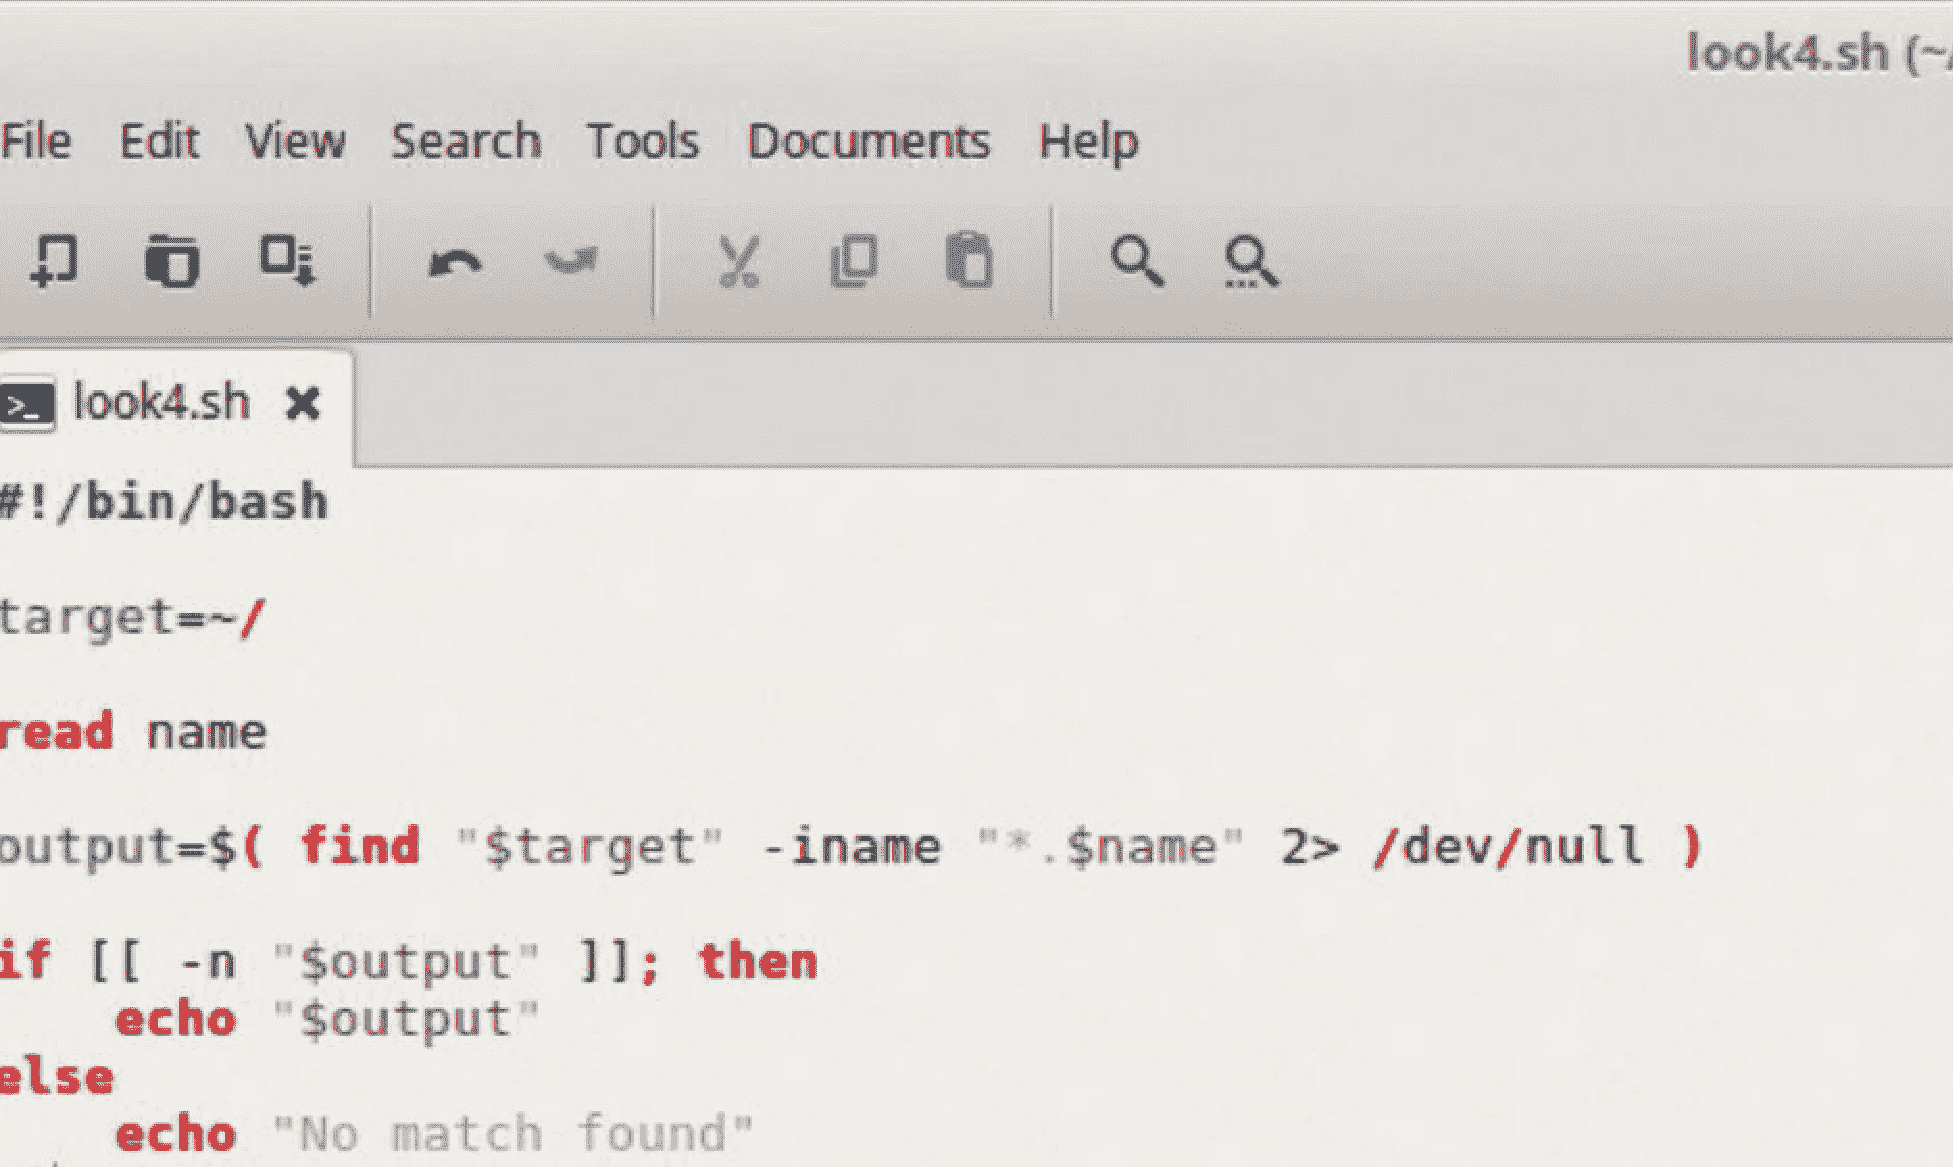 look4.sh (~/
File Edit View Search Tools Documents Help
look4.sh
#!/bin/bash
target=~/
read name
output=$( find "$target" -iname "*.$name" 2> /dev/null )
if [[ -n "$output" ]]; then
    echo "$output"
else
    echo "No match found"